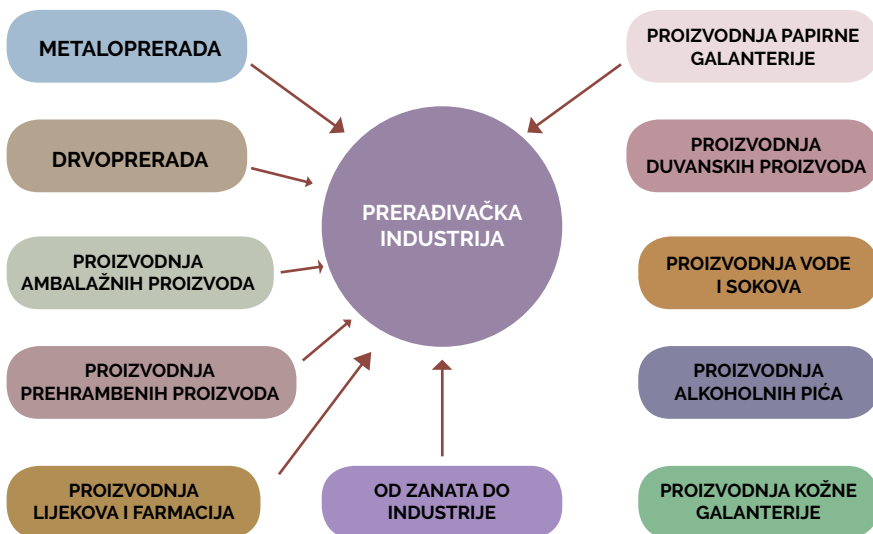 METALOPRERADA
DRVOPRERADA
PROIZVODNJA
AMBALAŽNIH PROIZVODA
PROIZVODNJA
PREHRAMBENIH PROIZVODA
PROIZVODNJA
LIJEKOVA I FARMACIJA
PRERAĐIVAČKA
INDUSTRIJA
OD ZANATA DO
INDUSTRIJE
PROIZVODNJA PAPIRNE
GALANTERIJE
PROIZVODNJA
DUVANSKIH PROIZVODA
PROIZVODNJA VODE
I SOKOVA
PROIZVODNJA
ALKOHOLNIH PIĆA
PROIZVODNJA KOŽNE
GALANTERIJE